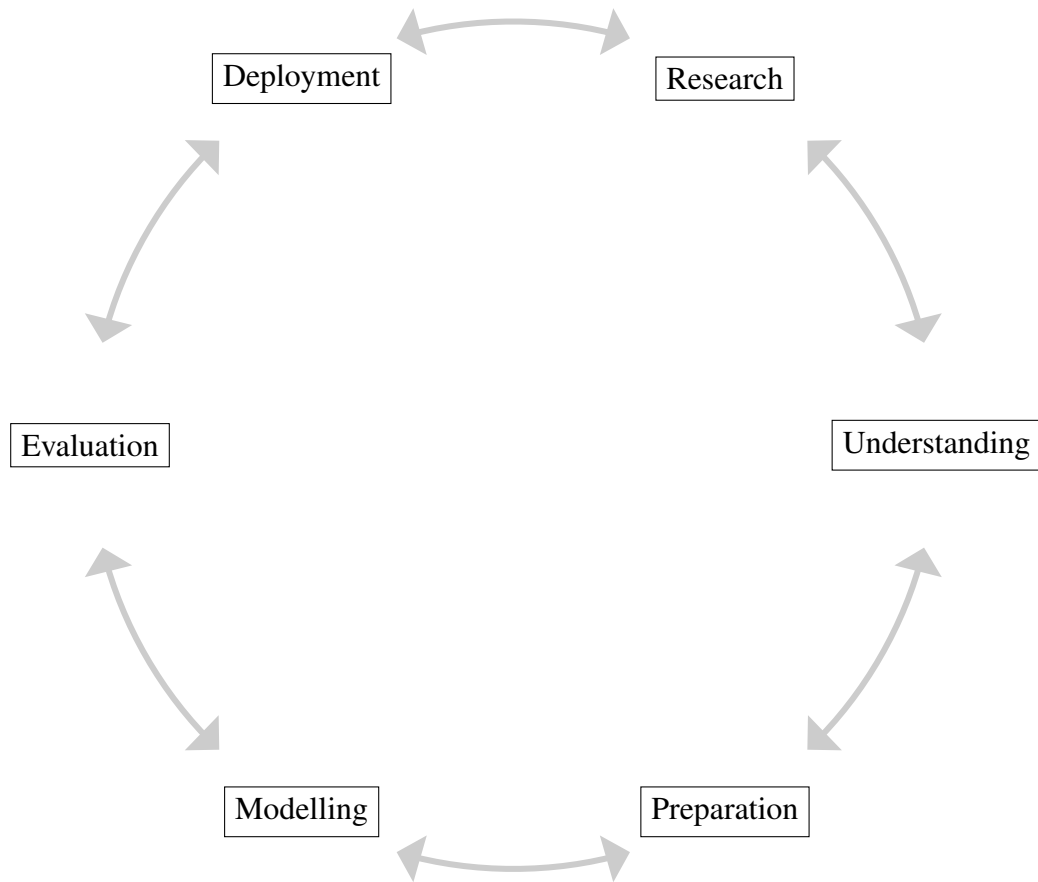 Deployment
Research
Evaluation
Understanding
Modelling
Preparation